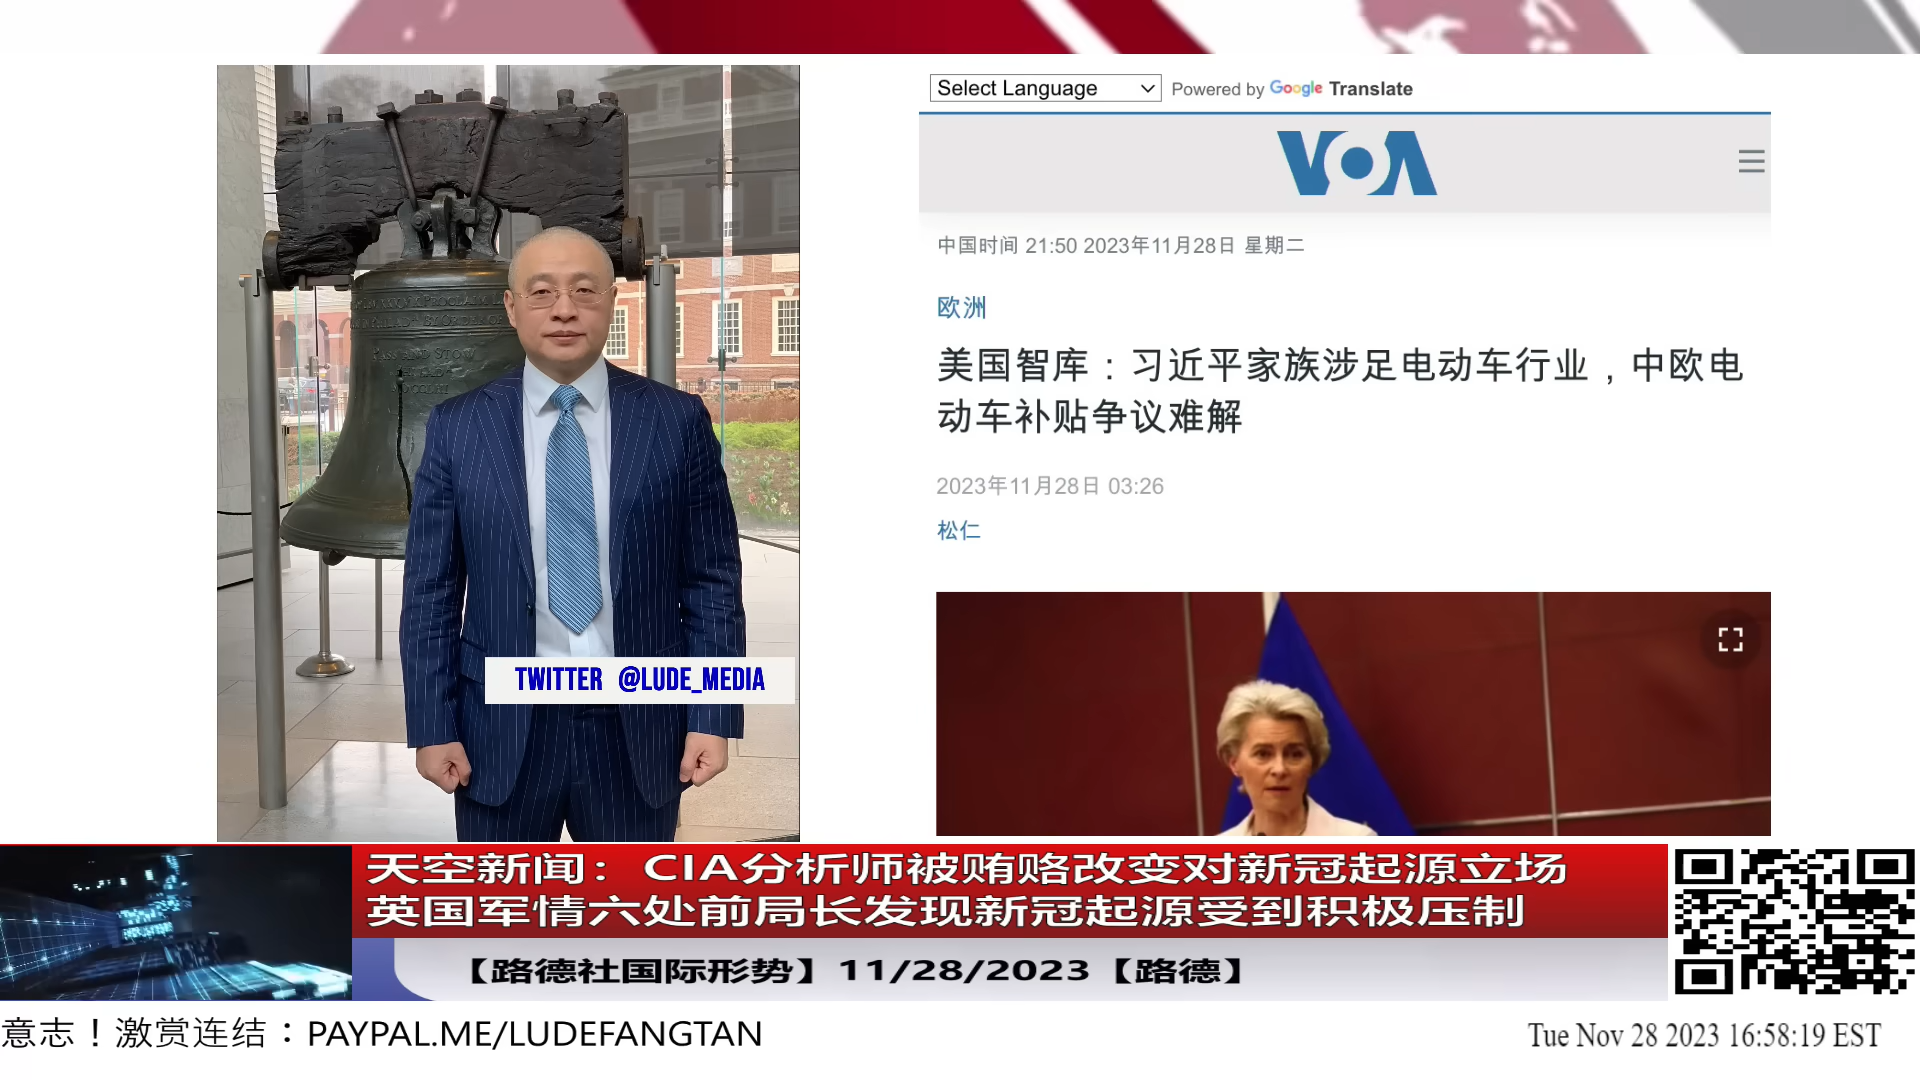 Select Language
Powered by Google Translate
VOA
中国时间 21:50 2023年11月28日 星期二
欧洲
美国智库：习近平家族涉足电动车行业，中欧电
动车补贴争议难解
2023年11月28日 03:26
松仁
PASS AND STOW
TWITTER @LUDE_MEDIA
天空新闻：CIA分析师被贿赂改变对新冠起源立场
英国军情六处前局长发现新冠起源受到积极压制
【路德社国际形势】11/28/2023【路德】
意志！激赏连结：PAYPAL.ME/LUDEFANGTAN
Tue Nov 28 2023 16:58:19 EST